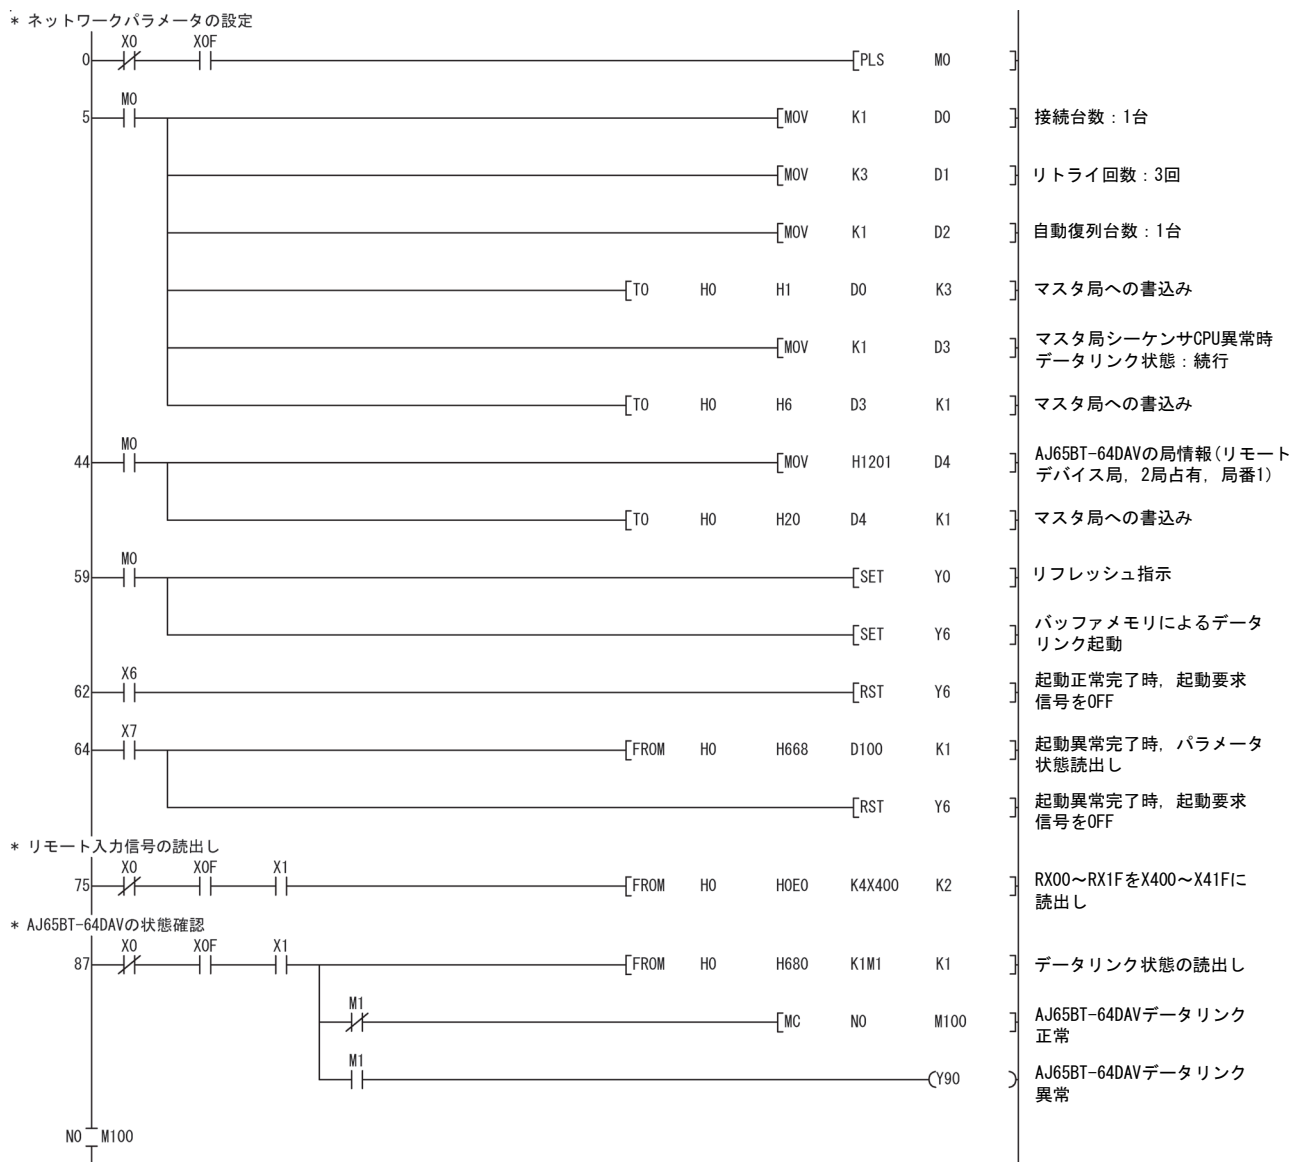 * ネットワークパラメータの設定
X0 X0F
0 [PLS M0 ]
M0
5 [MOV K1 D0 ] 接続台数：1台
[MOV K3 D1 ] リトライ回数：3回
[MOV K1 D2 ] 自動復列台数：1台
[TO H0 H1 D0 K3 ] マスタ局への書込み
[MOV K1 D3 ] マスタ局シーケンサCPU異常時
データリンク状態：続行
[TO H0 H6 D3 K1 ] マスタ局への書込み
M0
44 [MOV H1201 D4 ] AJ65BT-64DAVの局情報(リモート
デバイス局，2局占有，局番1)
[TO H0 H20 D4 K1 ] マスタ局への書込み
M0
59 [SET Y0 ] リフレッシュ指示
[SET Y6 ] バッファメモリによるデータ
リンク起動
X6
62 [RST Y6 ] 起動正常完了時，起動要求
信号をOFF
X7
64 [FROM H0 H668 D100 K1 ] 起動異常完了時，パラメータ
状態読出し
[RST Y6 ] 起動異常完了時，起動要求
信号をOFF
* リモート入力信号の読出し
X0 X0F X1
75 [FROM H0 H0E0 K4X400 K2 ] RX00～RX1FをX400～X41Fに
読出し
* AJ65BT-64DAVの状態確認
X0 X0F X1
87 [FROM H0 H680 K1M1 K1 ] データリンク状態の読出し
M1
[MC N0 M100 ] AJ65BT-64DAVデータリンク
正常
M1
(Y90 ) AJ65BT-64DAVデータリンク
異常
N0 M100